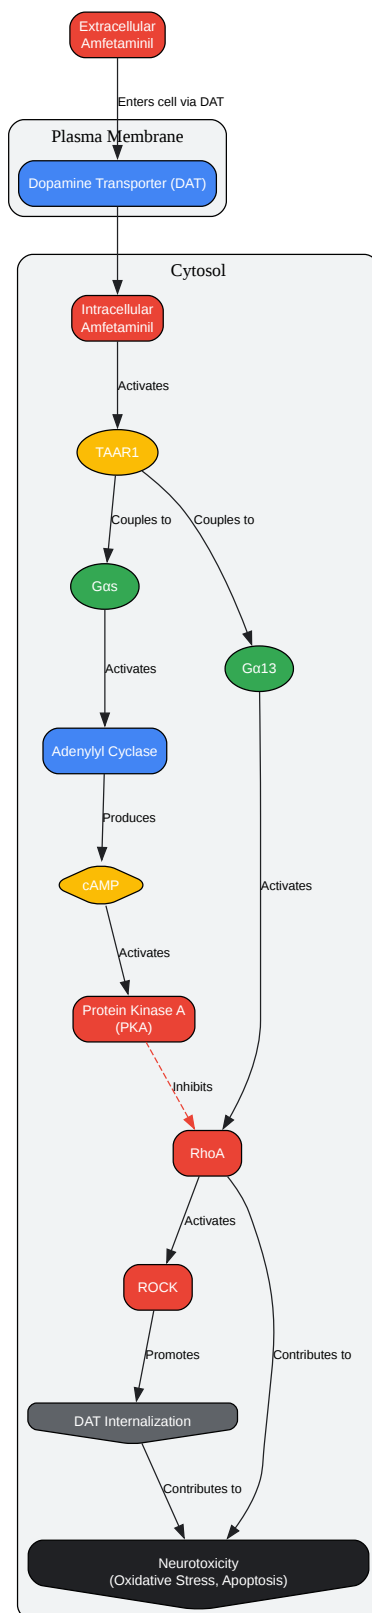 Extracellular
Amfetaminil
Enters cell via DAT
Plasma Membrane
Dopamine Transporter (DAT)
Cytosol
Intracellular
Amfetaminil
Activates
TAAR1
Couples to
Couples to
Gαs
Gα13
Activates
Adenylyl Cyclase
Produces
cAMP
Activates
Activates
Protein Kinase A
(PKA)
Inhibits
RhoA
Activates
ROCK
Promotes
Contributes to
DAT Internalization
Contributes to
Neurotoxicity
(Oxidative Stress, Apoptosis)